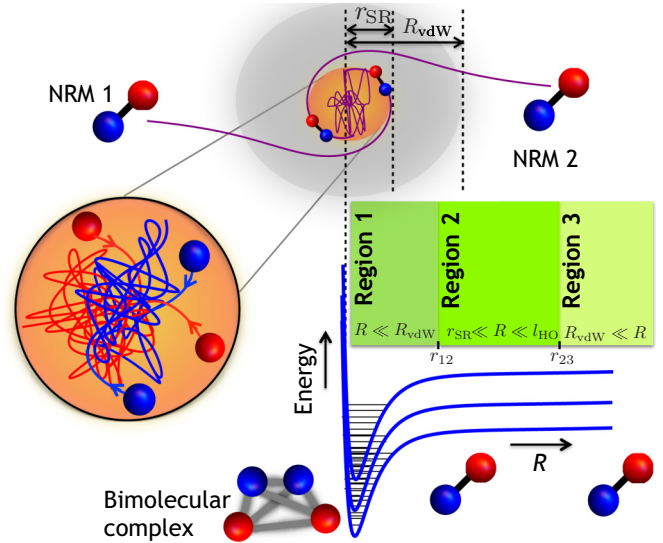 r_SR
R_vdW
NRM 1
NRM 2
Region 1
Region 2
Region 3
R ≪ R_vdW
r_SR ≪ R ≪ l_HO
R_vdW ≪ R
r_12
r_23
Energy
R
Bimolecular
complex